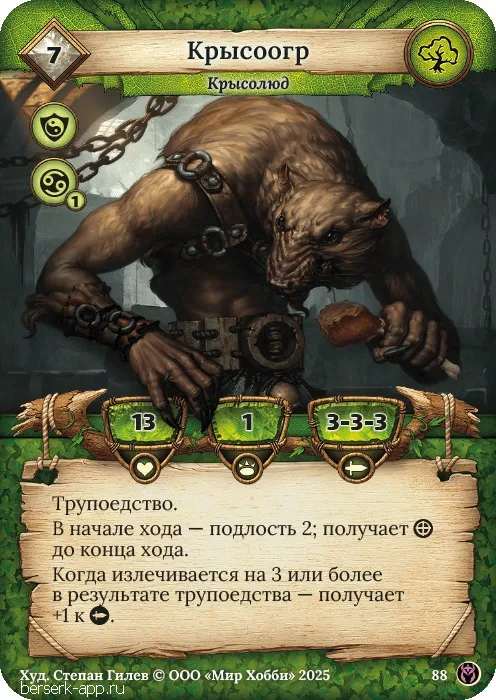 7
Крысоогр
Крысолюд
1
13
1
3-3-3
Трупоедство.
В начале хода — подлость 2; получает
до конца хода.
Когда излечивается на 3 или более
в результате трупоедства — получает
+1 к .
Худ. Степан Гилев © ООО «Мир Хобби» 2025
88
berserk-app.ru